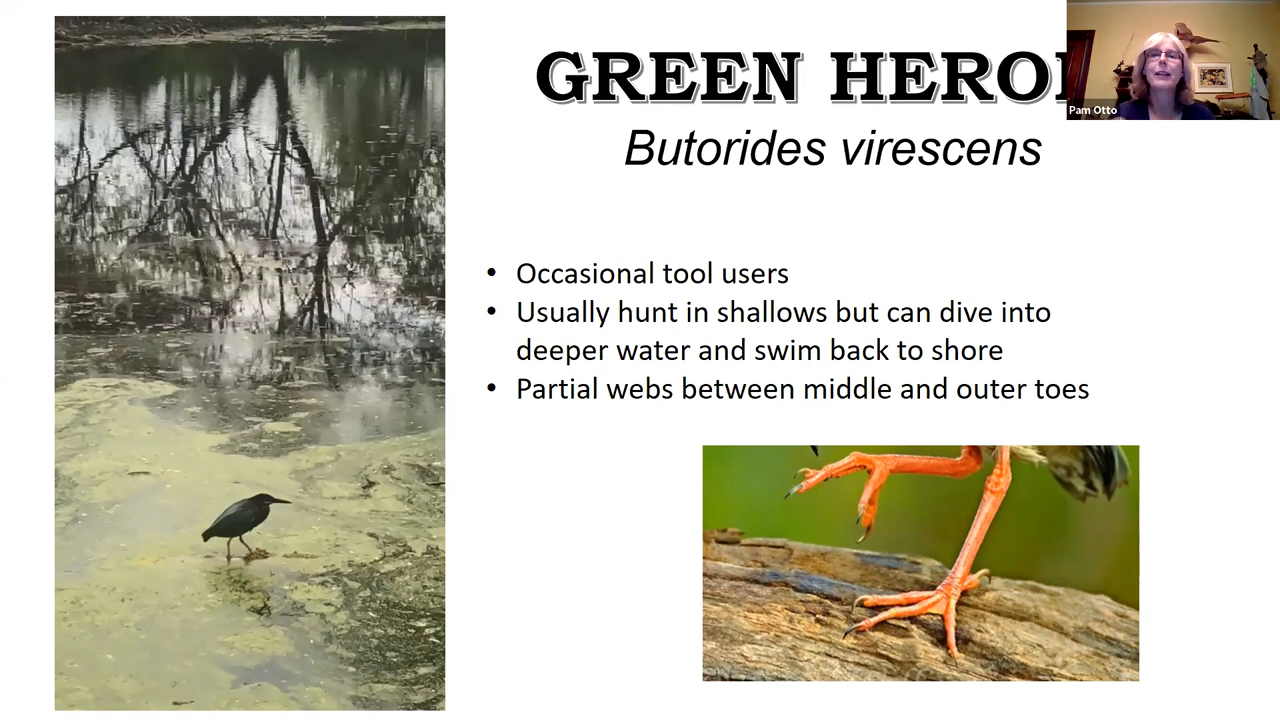 GREEN HERO
Butorides virescens
• Occasional tool users
• Usually hunt in shallows but can dive into
deeper water and swim back to shore
• Partial webs between middle and outer toes
Pam Otto